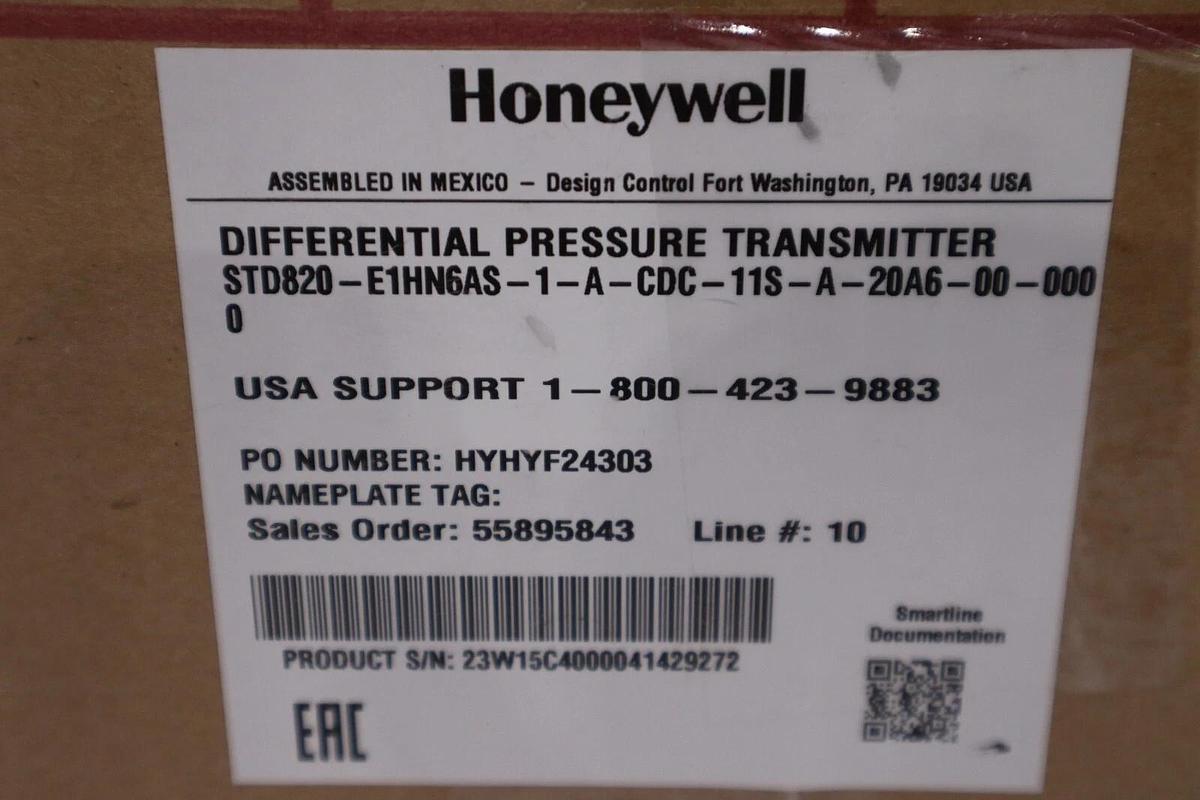 Honeywell
ASSEMBLED IN MEXICO – Design Control Fort Washington, PA 19034 USA
DIFFERENTIAL PRESSURE TRANSMITTER
STD820–E1HN6AS–1–A–CDC–11S–A–20A6–00–000
0
USA SUPPORT 1–800–423–9883
PO NUMBER: HYHYF24303
NAMEPLATE TAG:
Sales Order: 55895843 Line #: 10
Smartline
Documentation
PRODUCT S/N: 23W15C4000041429272
EAC